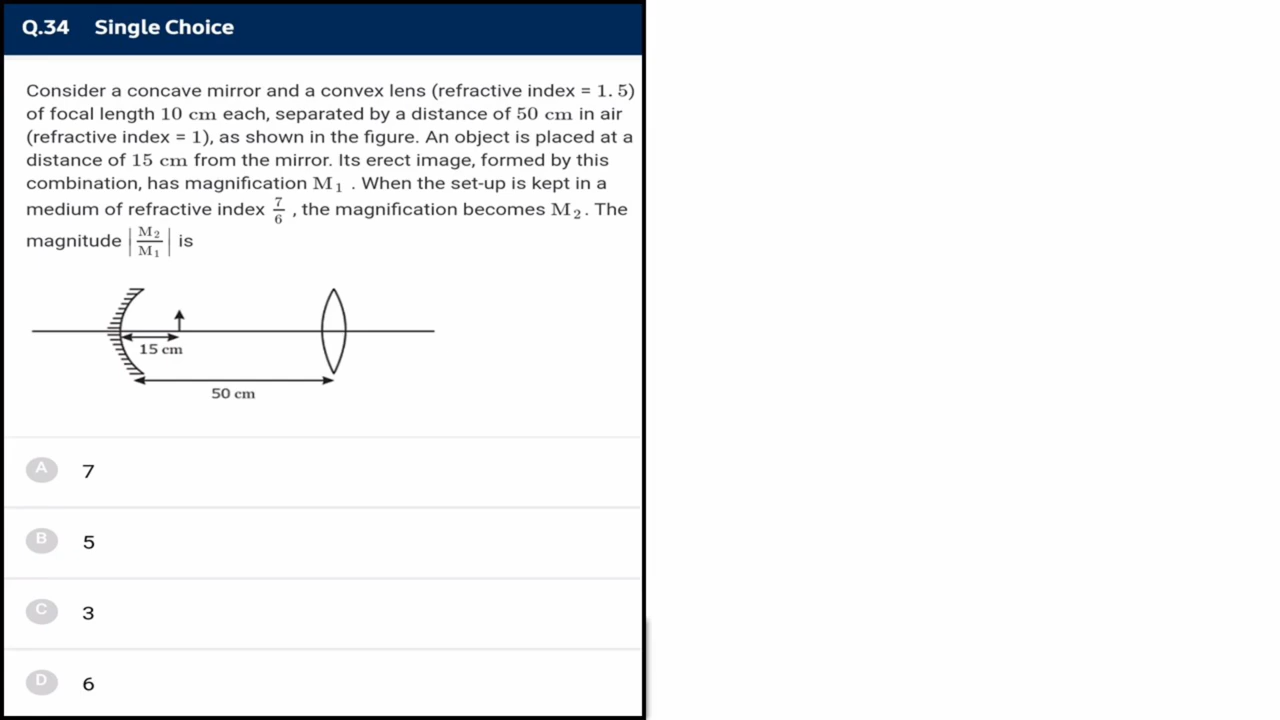 Q.34 Single Choice
Consider a concave mirror and a convex lens (refractive index = 1. 5)
of focal length 10 cm each, separated by a distance of 50 cm in air
(refractive index = 1), as shown in the figure. An object is placed at a
distance of 15 cm from the mirror. Its erect image, formed by this
combination, has magnification M₁ . When the set-up is kept in a
medium of refractive index 7/6 , the magnification becomes M₂. The
magnitude |M₂/M₁| is
15 cm
50 cm
A 7
B 5
C 3
D 6